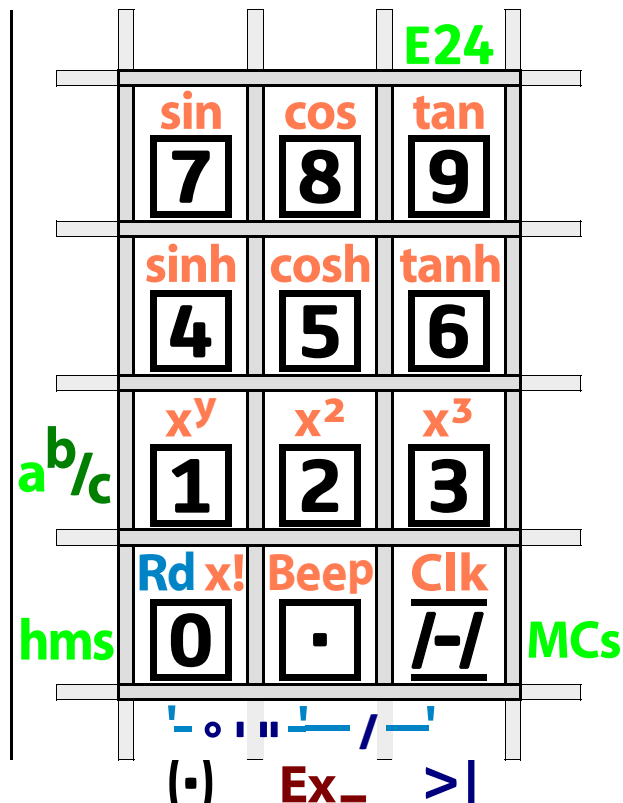 E24
sin cos tan
7 8 9
sinh cosh tanh
4 5 6
xʸ x² x³
a b/c 1 2 3
Rd x! Beep Clk
hms 0 · /-/ MCs
'- ° ' " -'— / —'
(·) Ex_ >|